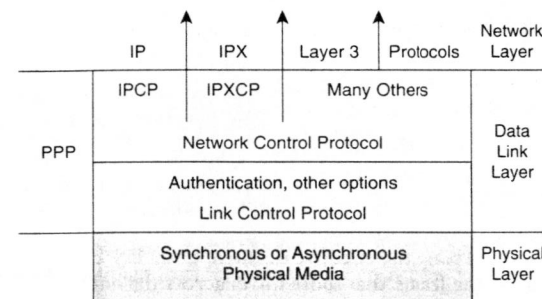 Network
Layer
IP IPX Layer 3 Protocols
IPCP IPXCP Many Others
PPP
Network Control Protocol
Data
Link
Layer
Authentication, other options
Link Control Protocol
Synchronous or Asynchronous
Physical Media
Physical
Layer